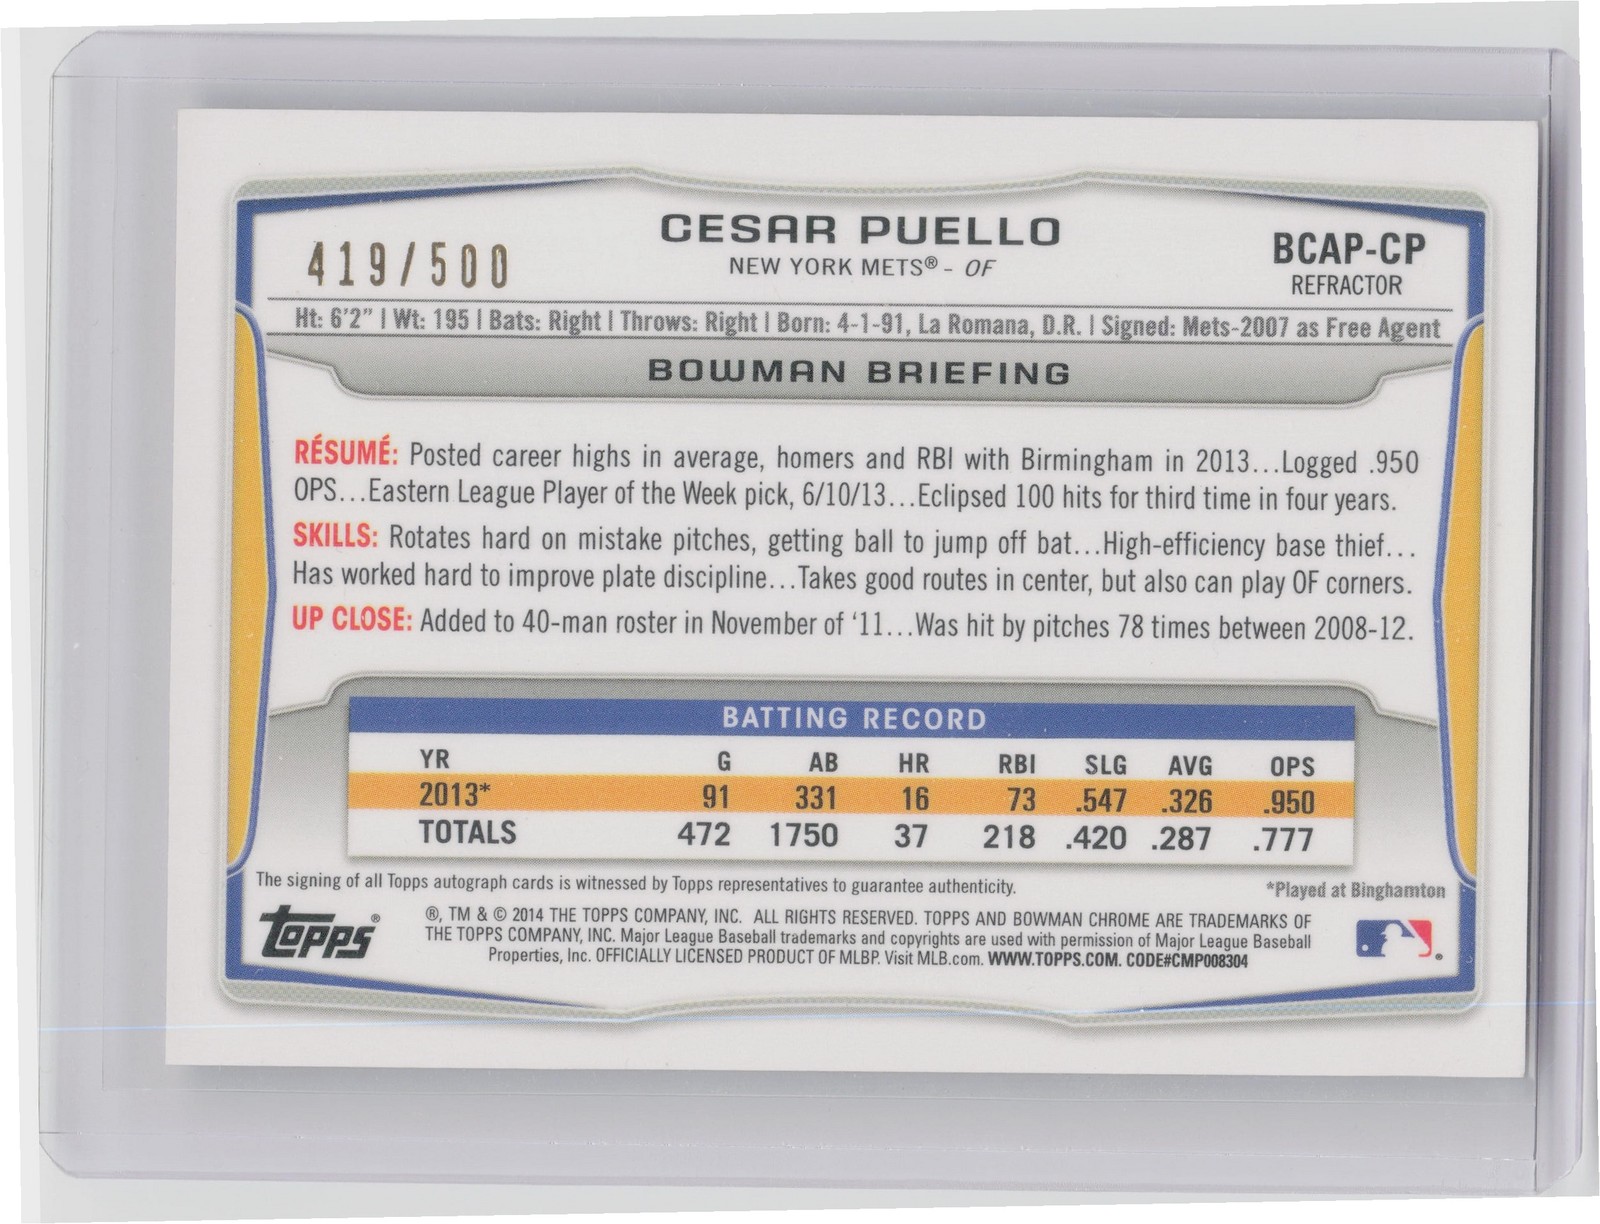 CESAR PUELLO
419/500
NEW YORK METS® - OF
BCAP-CP
REFRACTOR
Ht: 6'2" | Wt: 195 | Bats: Right | Throws: Right | Born: 4-1-91, La Romana, D.R. | Signed: Mets-2007 as Free Agent
BOWMAN BRIEFING
RÉSUMÉ: Posted career highs in average, homers and RBI with Birmingham in 2013...Logged .950
OPS...Eastern League Player of the Week pick, 6/10/13...Eclipsed 100 hits for third time in four years.
SKILLS: Rotates hard on mistake pitches, getting ball to jump off bat...High-efficiency base thief...
Has worked hard to improve plate discipline...Takes good routes in center, but also can play OF corners.
UP CLOSE: Added to 40-man roster in November of '11...Was hit by pitches 78 times between 2008-12.
BATTING RECORD
YR G AB HR RBI SLG AVG OPS
2013* 91 331 16 73 .547 .326 .950
TOTALS 472 1750 37 218 .420 .287 .777
The signing of all Topps autograph cards is witnessed by Topps representatives to guarantee authenticity.
*Played at Binghamton
Topps®
®, TM & © 2014 THE TOPPS COMPANY, INC. ALL RIGHTS RESERVED. TOPPS AND BOWMAN CHROME ARE TRADEMARKS OF
THE TOPPS COMPANY, INC. Major League Baseball trademarks and copyrights are used with permission of Major League Baseball
Properties, Inc. OFFICIALLY LICENSED PRODUCT OF MLBP. Visit MLB.com. WWW.TOPPS.COM. CODE#CMP008304